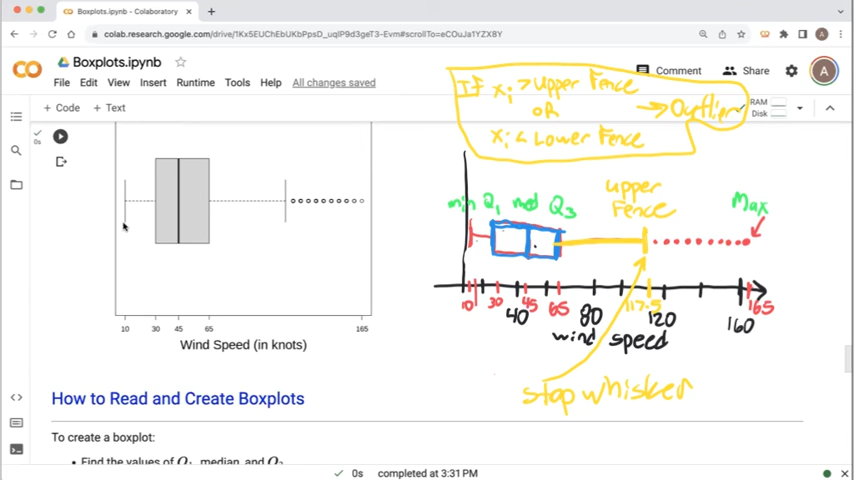 Boxplots.ipynb - Colaboratory
colab.research.google.com/drive/1Kx5EUChEbUKbPpsD_uqIP9d3geT3-Evm#scrollTo=eCOuJa1YZX8Y
Boxplots.ipynb
File Edit View Insert Runtime Tools Help All changes saved
Comment Share A
+ Code + Text
RAM
Disk
0s
If xi > Upper Fence
OR → Outlier
xi < Lower Fence
min Q1 med Q3
upper
Fence
Max
10 30 45 65 117.5 165
40 80 120 160
wind speed
stop whisker
10 30 45 65 165
Wind Speed (in knots)
How to Read and Create Boxplots
To create a boxplot:
Find the values of Q1, median, and Q3
0s completed at 3:31 PM